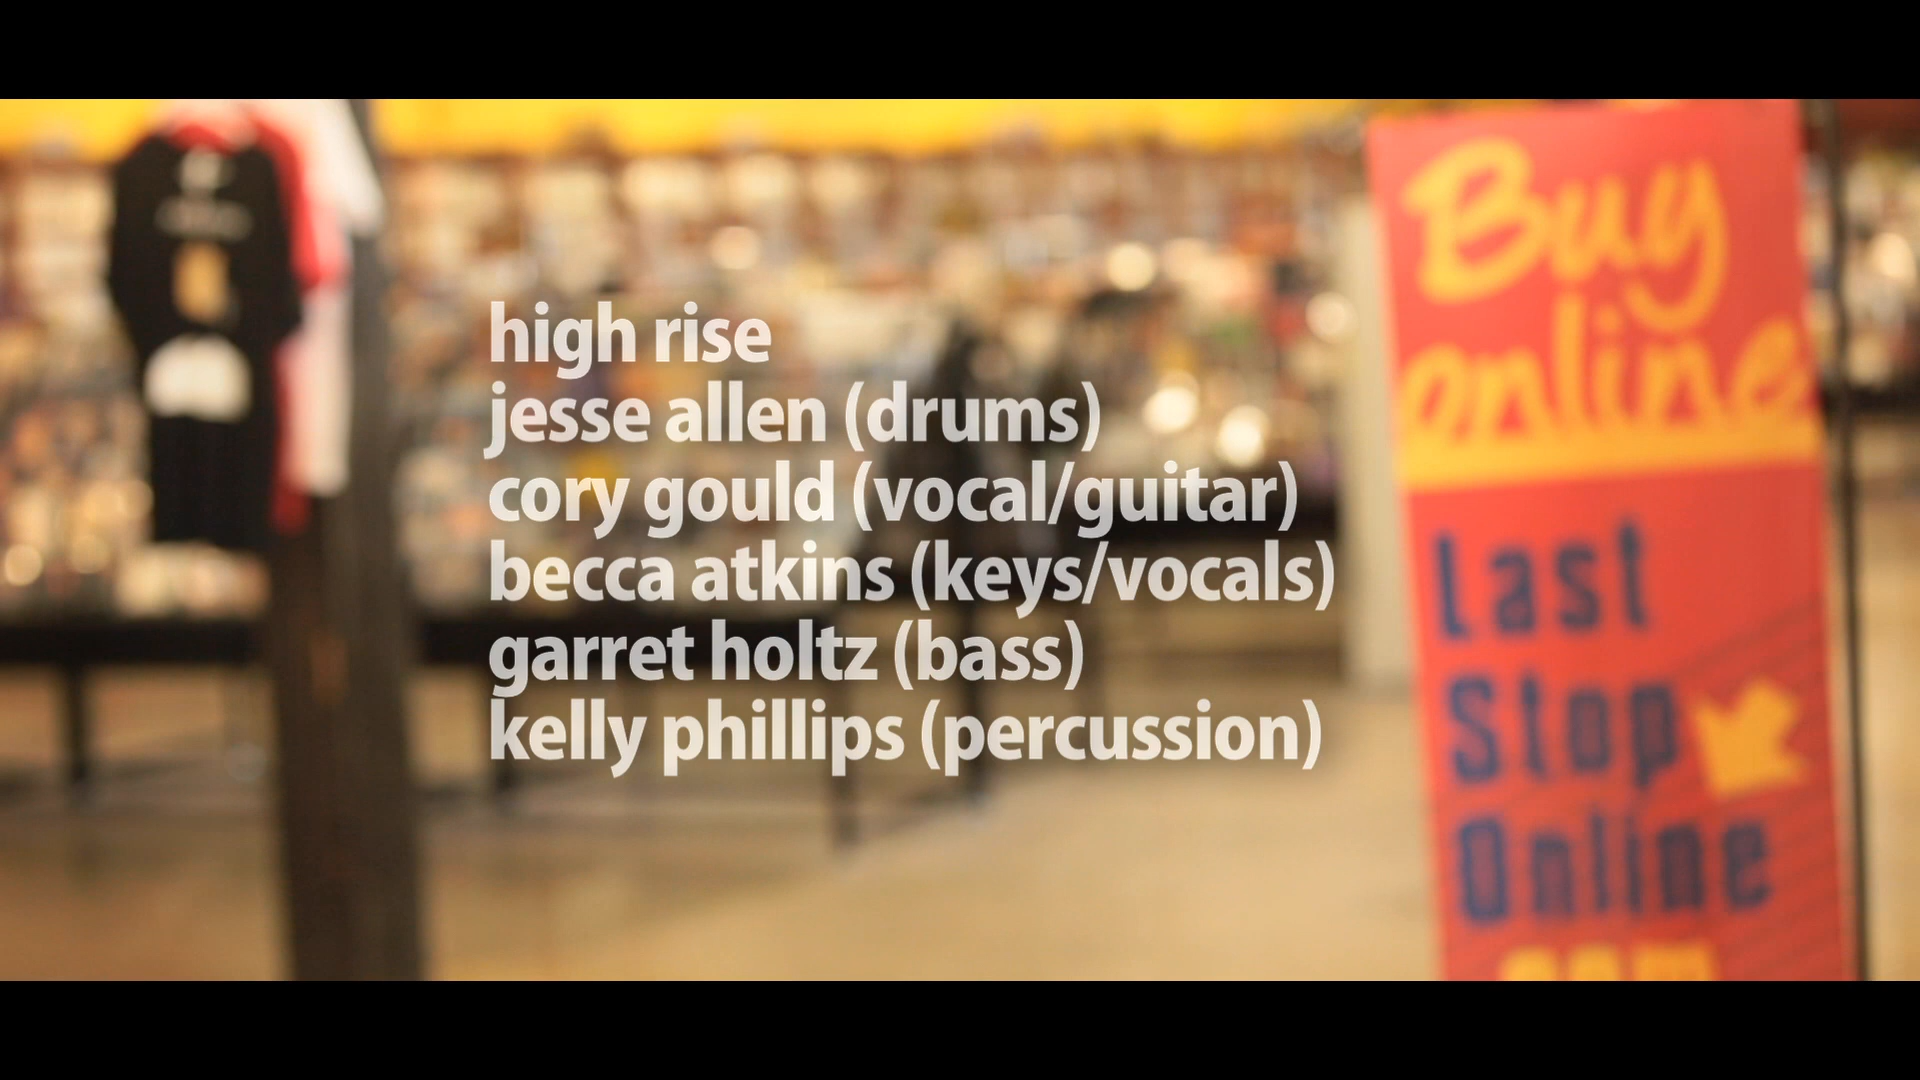 high rise
jesse allen (drums)
cory gould (vocal/guitar)
becca atkins (keys/vocals)
garret holtz (bass)
kelly phillips (percussion)
Buy
online
Last
Stop
Online
.com